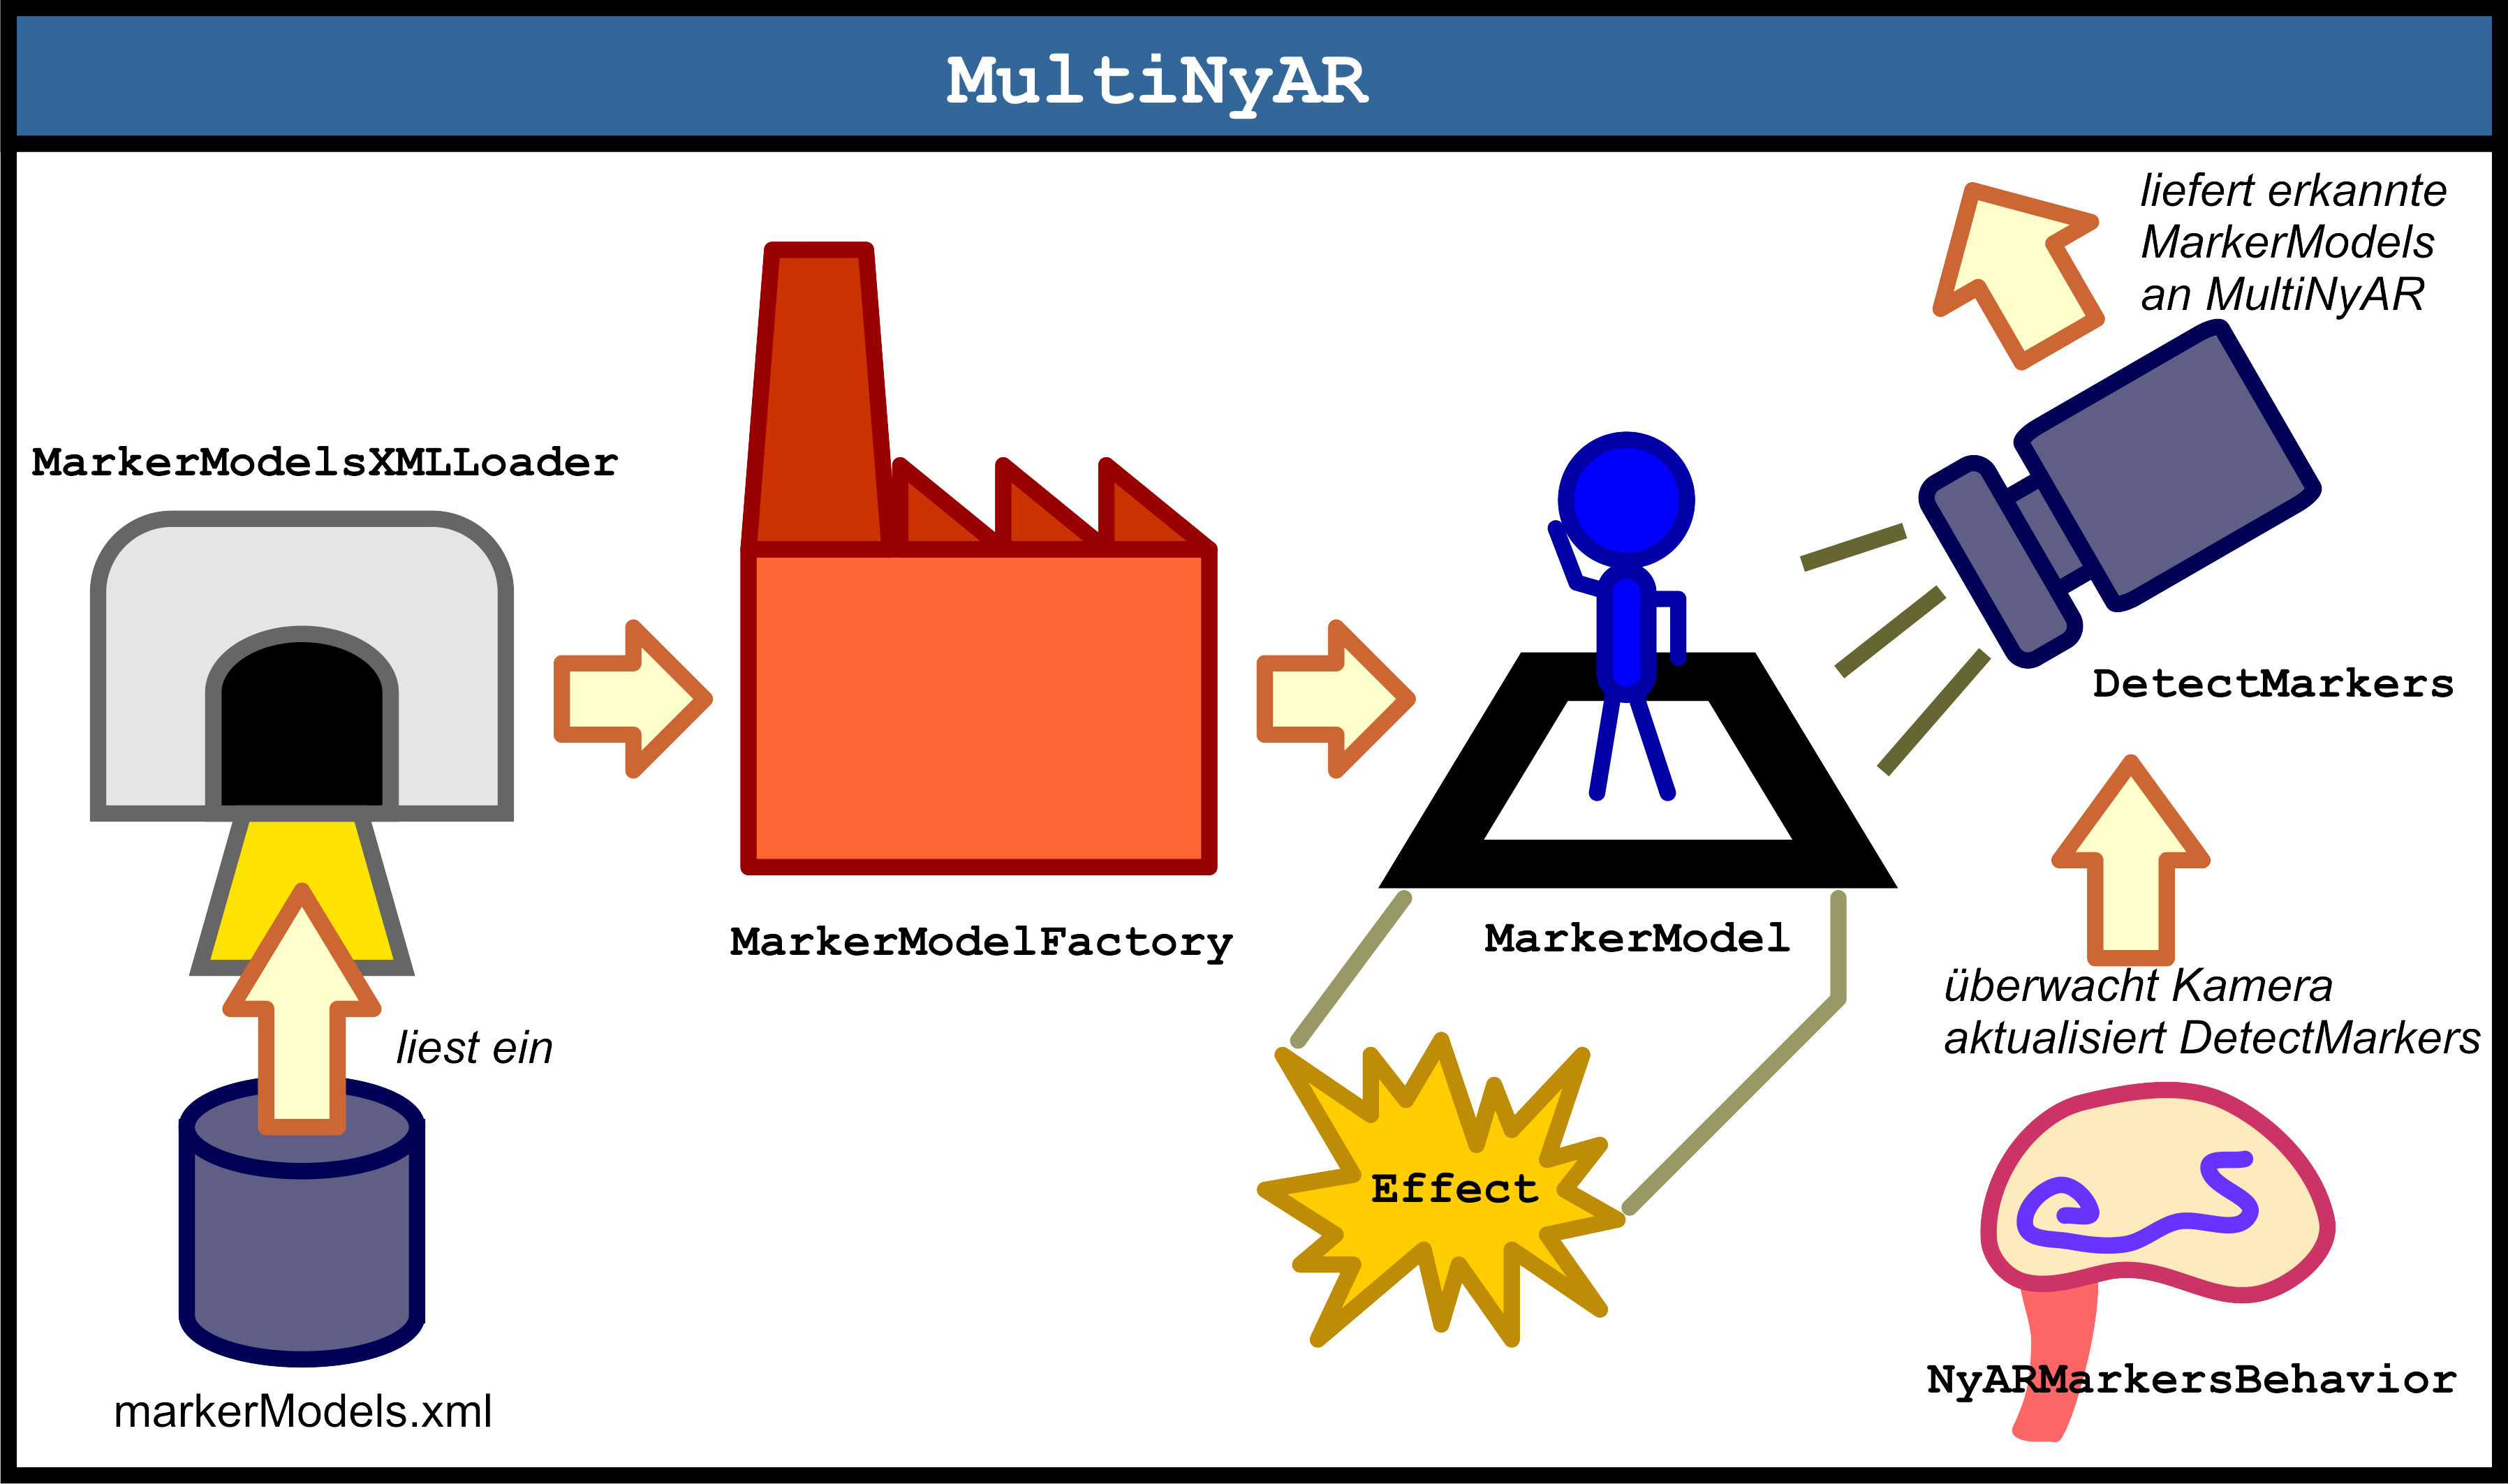 MultiNyAR
liefert erkannte
MarkerModels
an MultiNyAR
MarkerModelsXMLLoader
DetectMarkers
MarkerModelFactory
MarkerModel
überwacht Kamera
aktualisiert DetectMarkers
liest ein
Effect
NyARMarkersBehavior
markerModels.xml